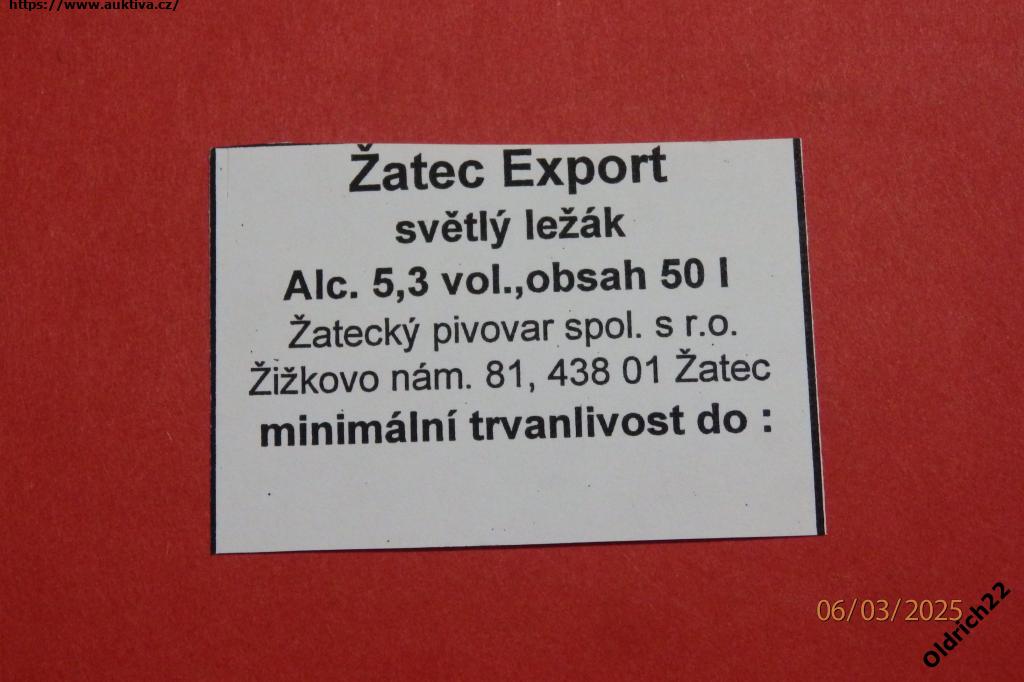 https://www.auktiva.cz/
Žatec Export
světlý ležák
Alc. 5,3 vol.,obsah 50 l
Žatecký pivovar spol. s r.o.
Žižkovo nám. 81, 438 01 Žatec
minimální trvanlivost do :
06/03/2025
Oldrich22